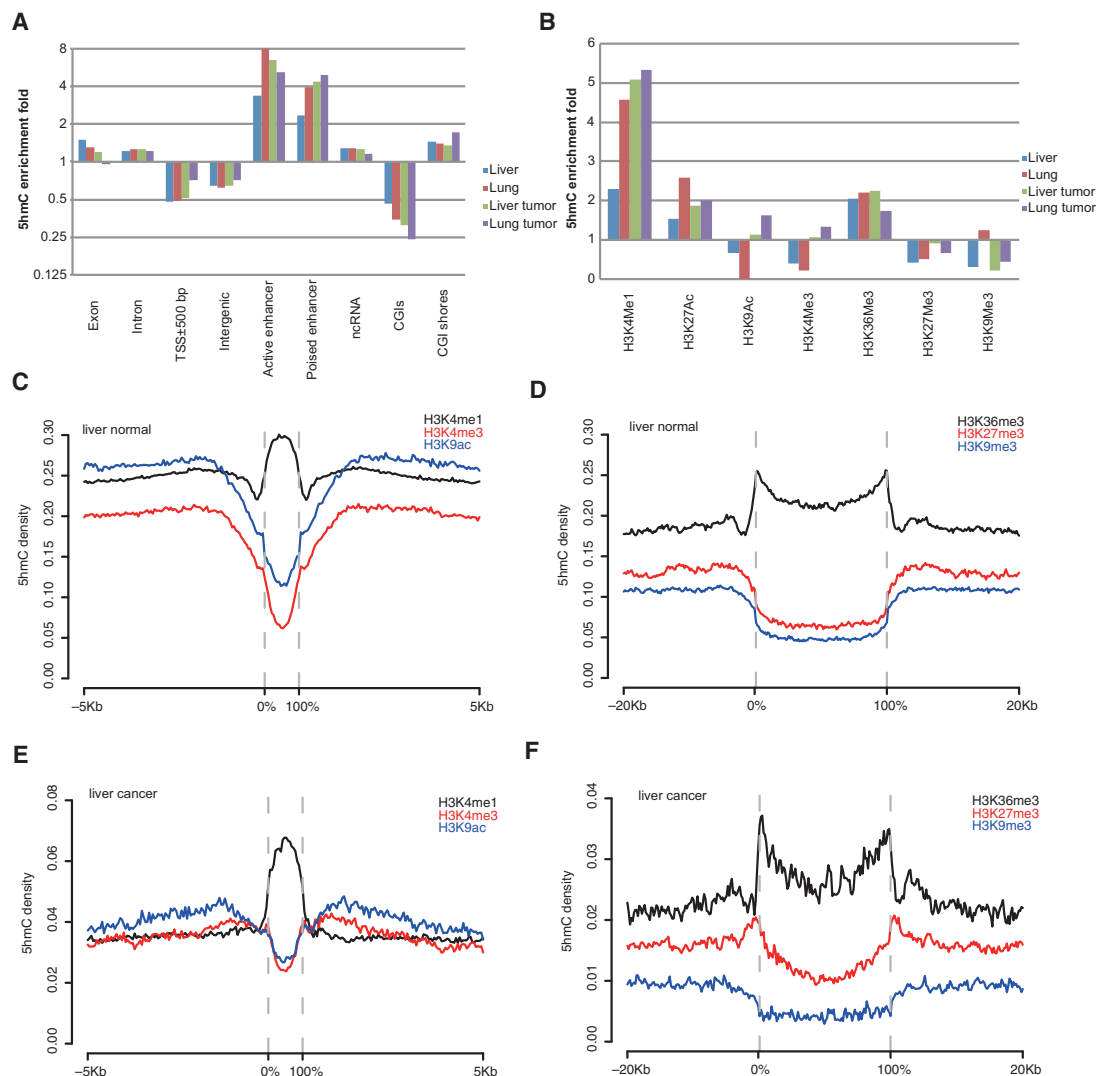 A
5hmC enrichment fold
8
4
2
1
0.5
0.25
0.125
Exon
Intron
TSS±500 bp
Intergenic
Active enhancer
Poised enhancer
ncRNA
CGIs
CGI shores
Liver
Lung
Liver tumor
Lung tumor
B
5hmC enrichment fold
6
5
4
3
2
1
0
H3K4Me1
H3K27Ac
H3K9Ac
H3K4Me3
H3K36Me3
H3K27Me3
H3K9Me3
Liver
Lung
Liver tumor
Lung tumor
C
liver normal
H3K4me1
H3K4me3
H3K9ac
5hmC density
0.30
0.25
0.20
0.15
0.10
0.05
0.00
−5Kb
0%
100%
5Kb
D
liver normal
H3K36me3
H3K27me3
H3K9me3
5hmC density
0.30
0.25
0.20
0.15
0.10
0.05
0.00
−20Kb
0%
100%
20Kb
E
liver cancer
H3K4me1
H3K4me3
H3K9ac
5hmC density
0.08
0.06
0.04
0.02
0.00
−5Kb
0%
100%
5Kb
F
liver cancer
H3K36me3
H3K27me3
H3K9me3
5hmC density
0.04
0.03
0.02
0.01
0.00
−20Kb
0%
100%
20Kb